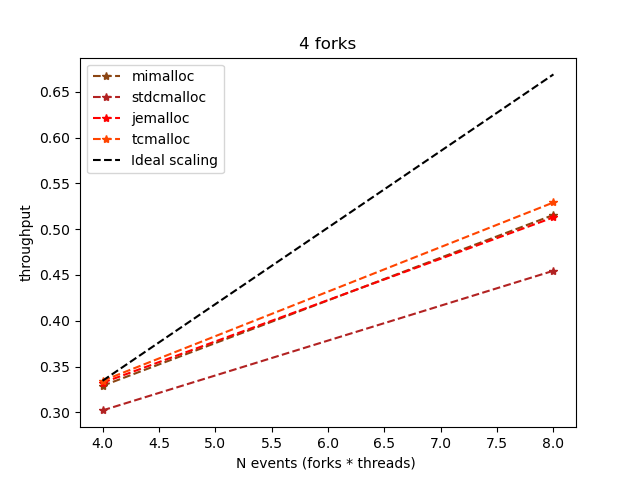 4 forks
mimalloc
stdcmalloc
jemalloc
tcmalloc
Ideal scaling
throughput
0.65
0.60
0.55
0.50
0.45
0.40
0.35
0.30
4.0 4.5 5.0 5.5 6.0 6.5 7.0 7.5 8.0
N events (forks * threads)